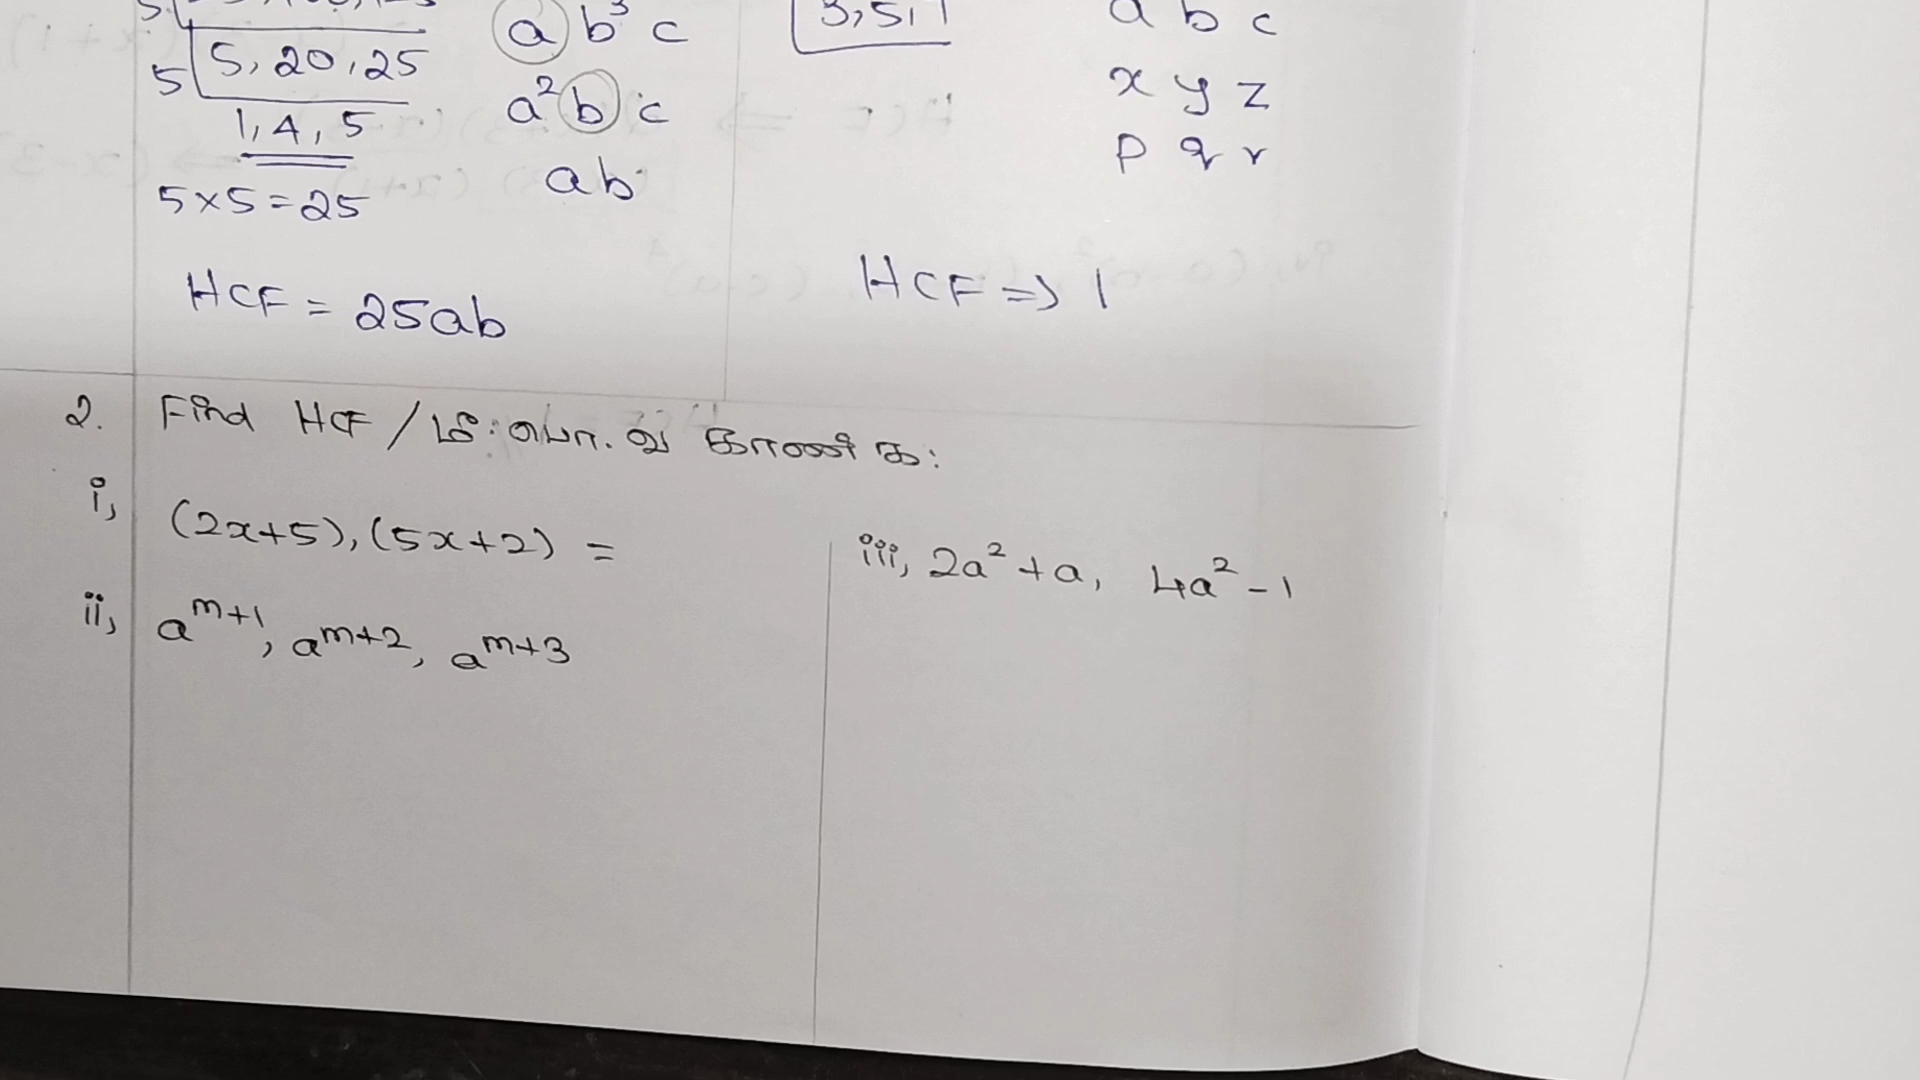 5, 20, 25
5
1, 4, 5
5×5=25
a b³ c
a² b c
ab
HCF = 25ab
3, 5, 1
a b c
x y z
p q r
HCF => 1
2. Find HCF / மீ.பொ.வ காண்க:
i, (2x+5), (5x+2) =
ii, a^m+1, a^m+2, a^m+3
iii, 2a²+a, 4a²-1